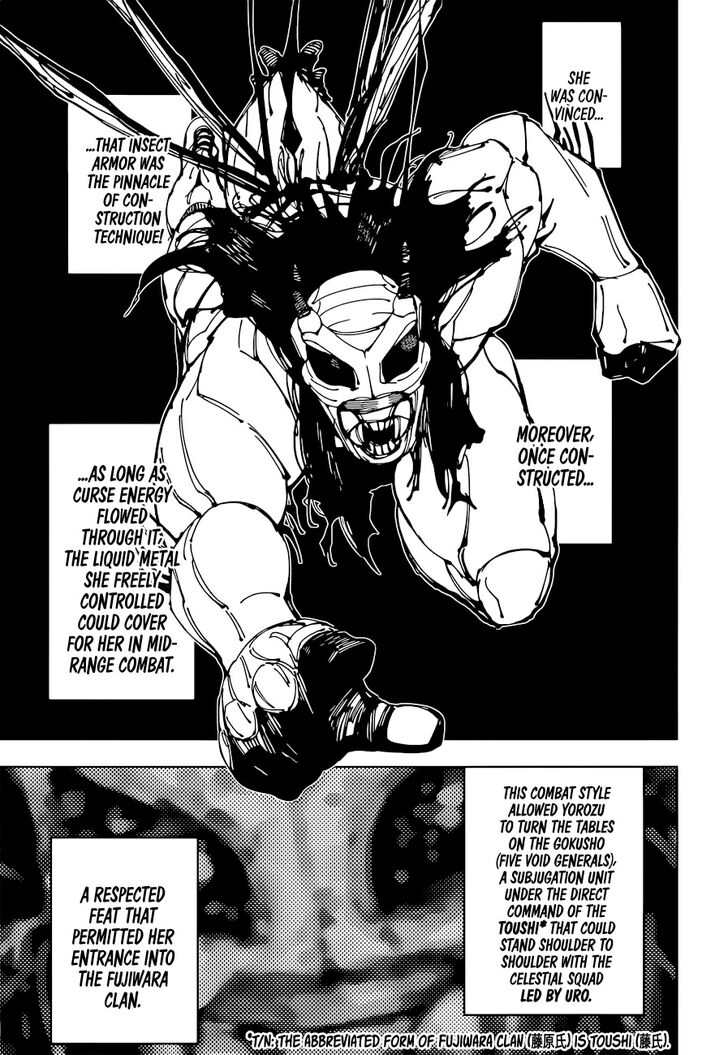 SHE
WAS CON-
VINCED...
...THAT INSECT
ARMOR WAS
THE PINNACLE
OF CON-
STRUCTION
TECHNIQUE!
MOREOVER,
ONCE CON-
STRUCTED...
...AS LONG AS
CURSE ENERGY
FLOWED
THROUGH IT,
THE LIQUID METAL
SHE FREELY
CONTROLLED
COULD COVER
FOR HER IN MID-
RANGE COMBAT.
THIS COMBAT STYLE
ALLOWED YOROZU
TO TURN THE TABLES
ON THE GOKUSHO
(FIVE VOID GENERALS),
A SUBJUGATION UNIT
UNDER THE DIRECT
COMMAND OF THE
TOUSHI* THAT COULD
STAND SHOULDER TO
SHOULDER WITH THE
CELESTIAL SQUAD
LED BY URO.
A RESPECTED
FEAT THAT
PERMITTED HER
ENTRANCE INTO
THE FUJIWARA
CLAN.
*T/N: THE ABBREVIATED FORM OF FUJIWARA CLAN (藤原氏) IS TOUSHI (藤氏).